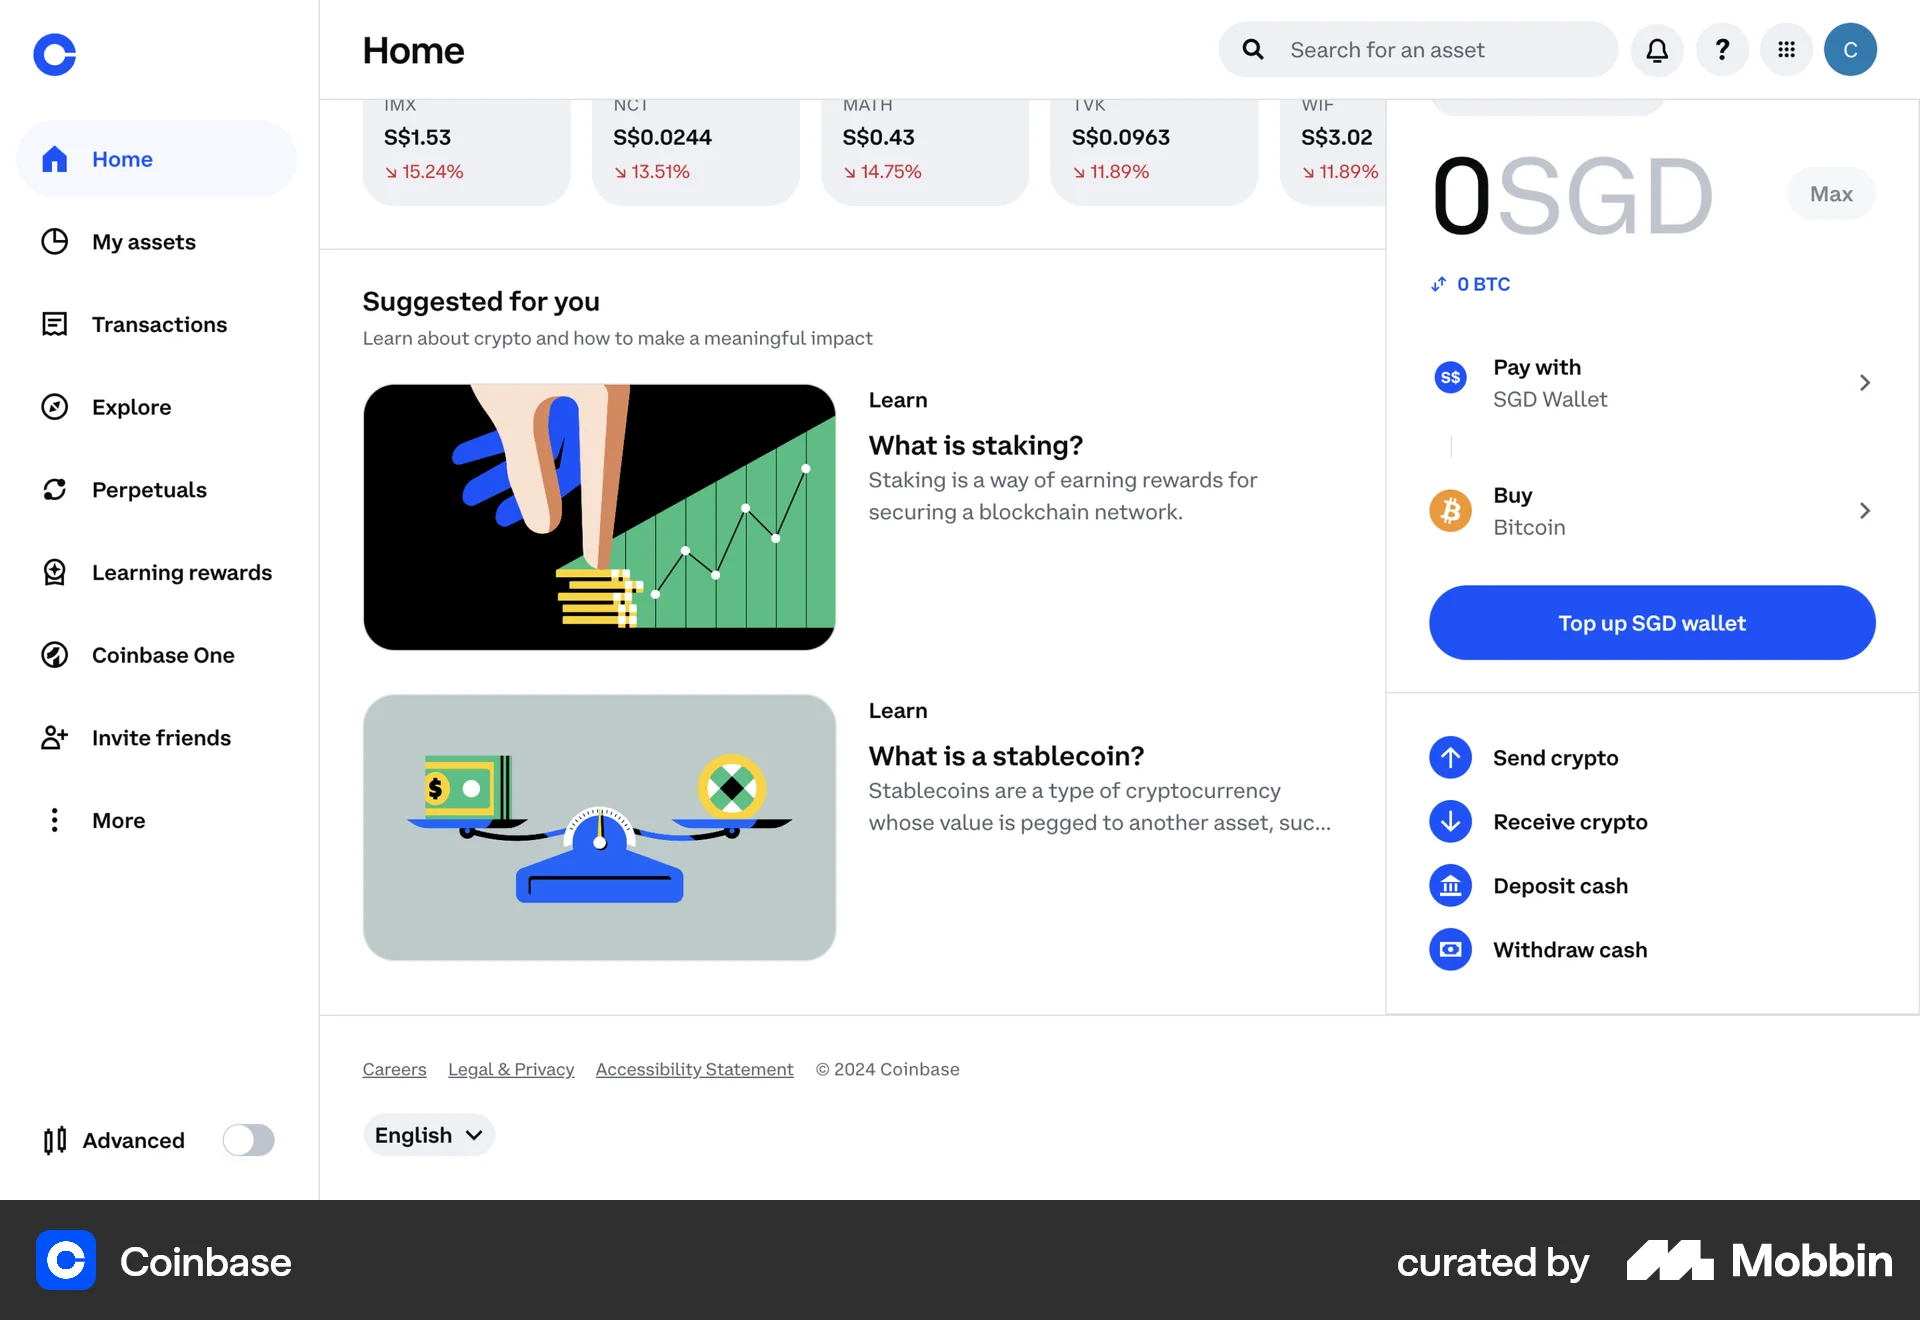 Home
Search for an asset
?
C
Home
My assets
Transactions
Explore
Perpetuals
Learning rewards
Coinbase One
Invite friends
More
Advanced
IMX
S$1.53
15.24%
NCT
S$0.0244
13.51%
MATH
S$0.43
14.75%
TVK
S$0.0963
11.89%
WIF
S$3.02
11.89%
Suggested for you
Learn about crypto and how to make a meaningful impact
Learn
What is staking?
Staking is a way of earning rewards for
securing a blockchain network.
$
Learn
What is a stablecoin?
Stablecoins are a type of cryptocurrency
whose value is pegged to another asset, suc...
0SGD
Max
0 BTC
S$
Pay with
SGD Wallet
Buy
Bitcoin
Top up SGD wallet
Send crypto
Receive crypto
Deposit cash
Withdraw cash
Careers Legal & Privacy Accessibility Statement © 2024 Coinbase
English
Coinbase
curated by Mobbin